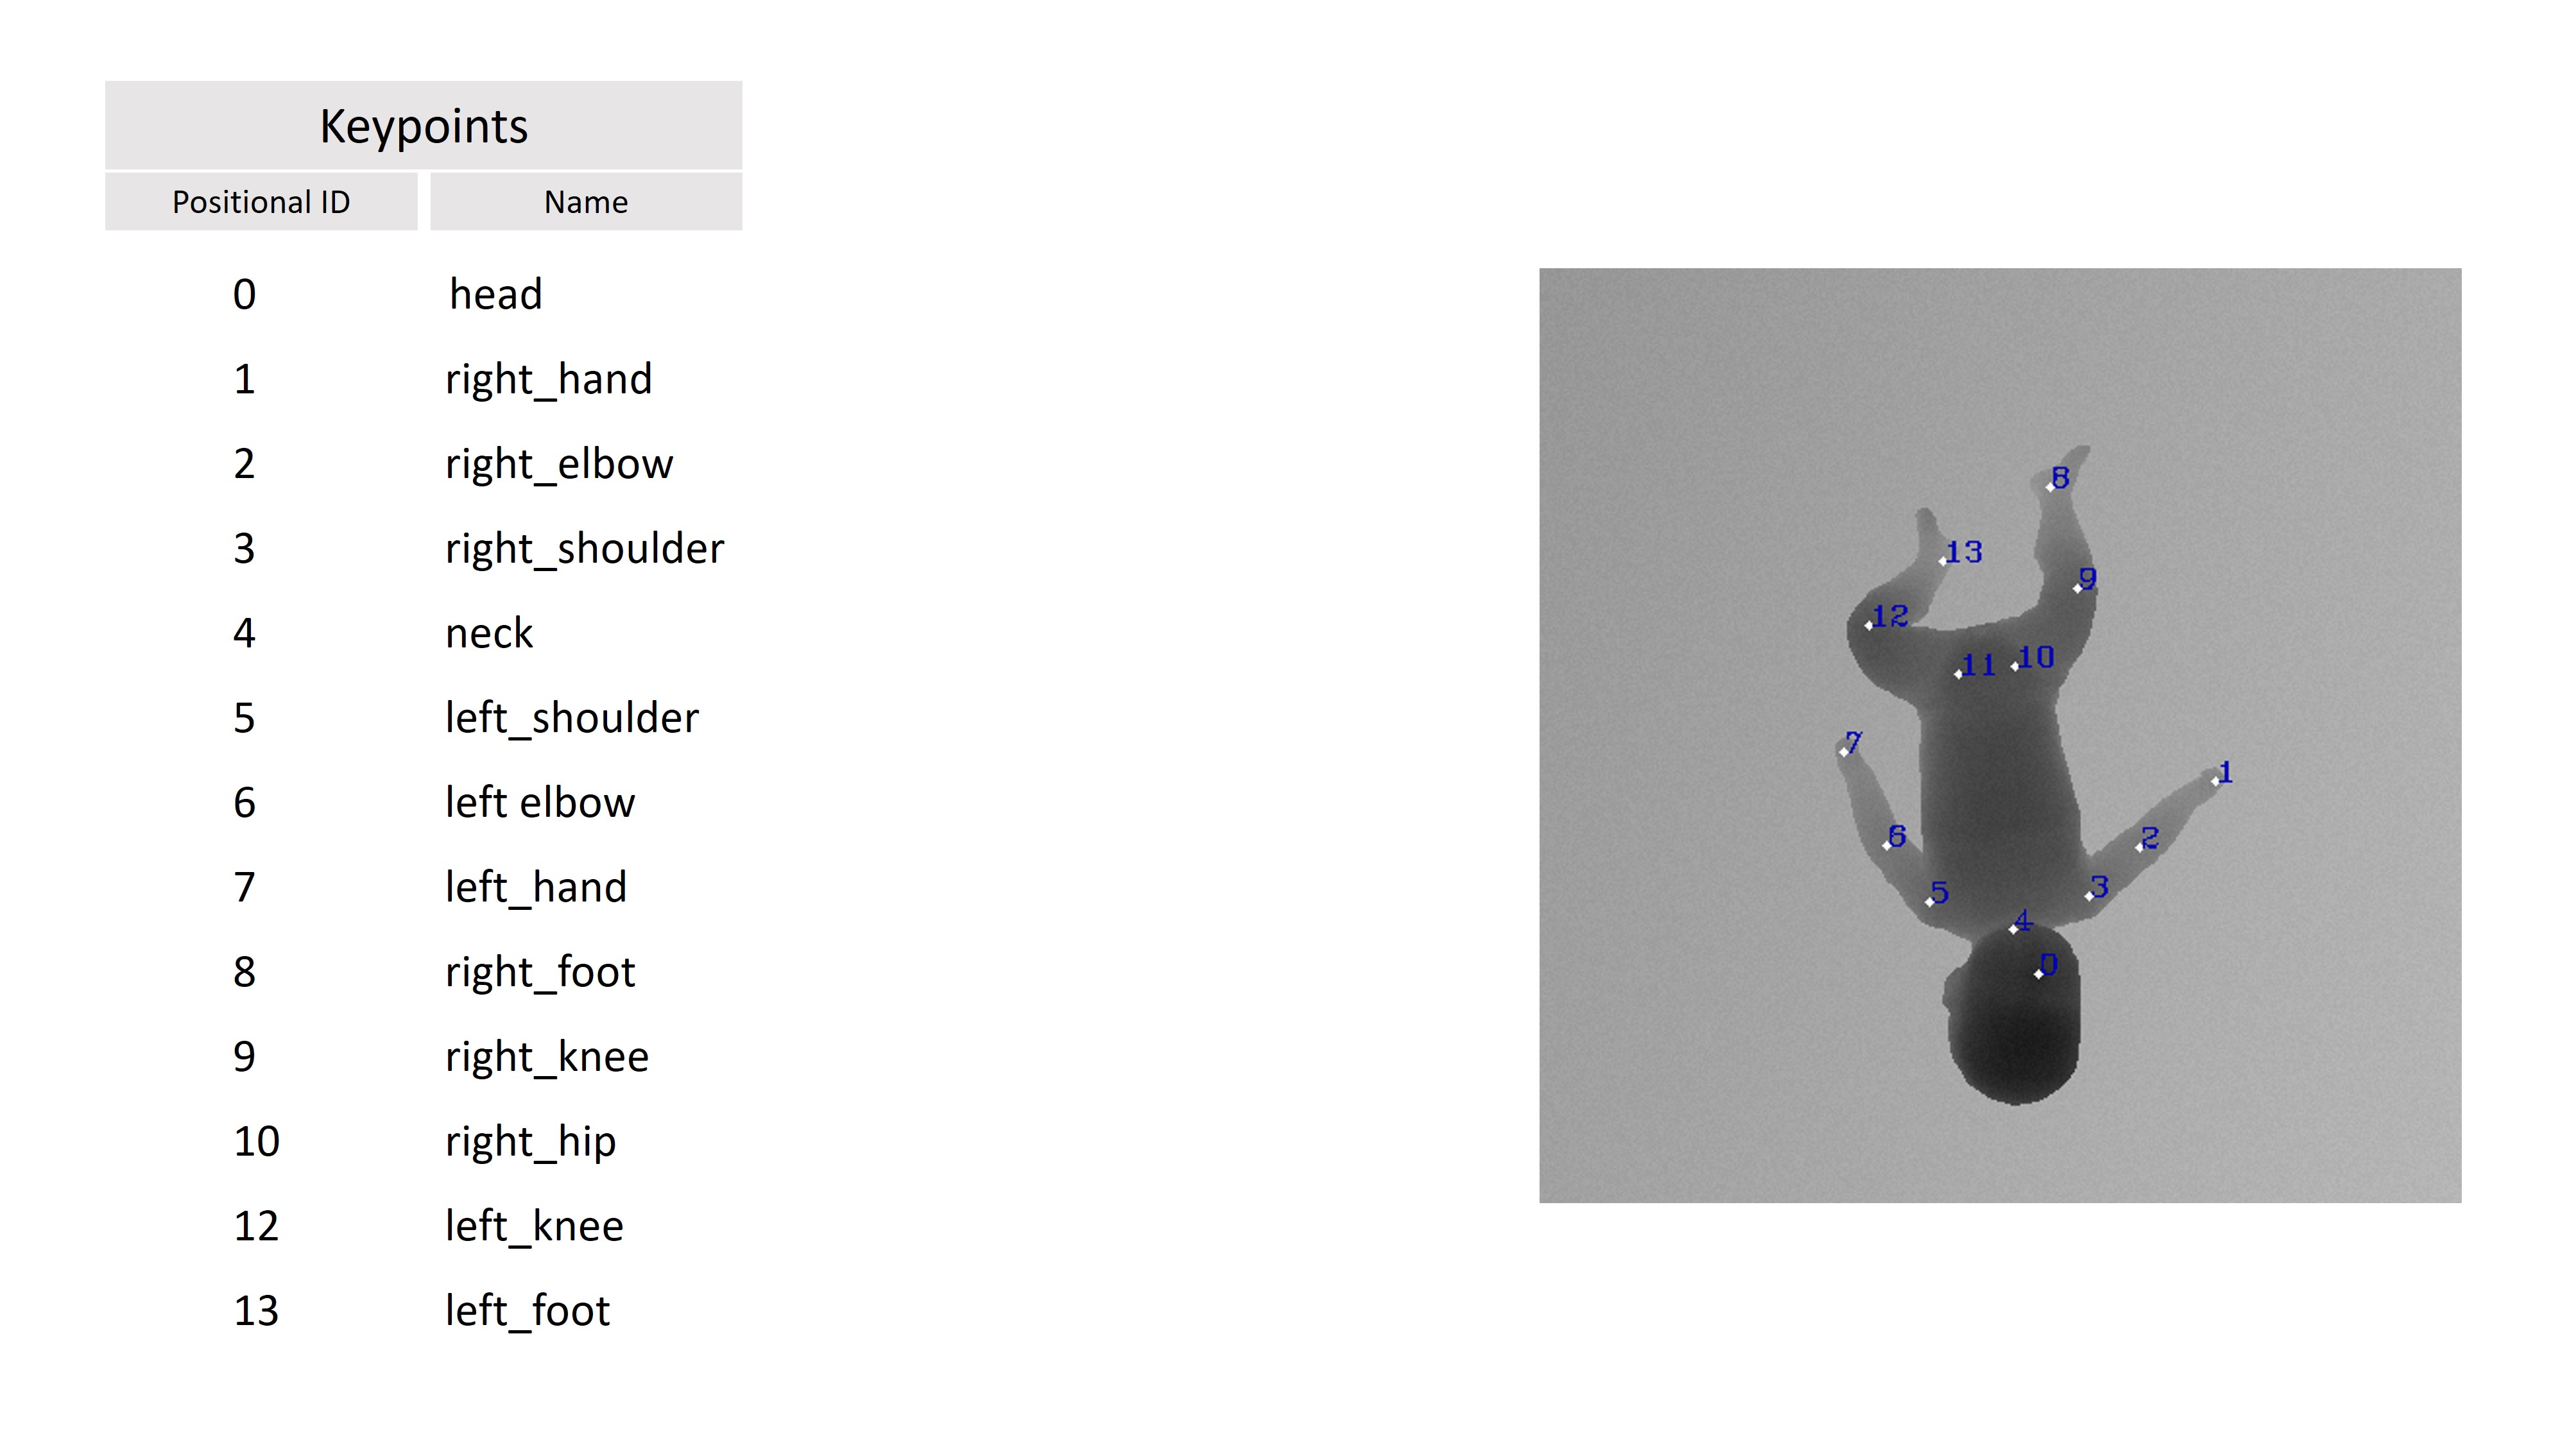 Keypoints
Positional ID Name
0 head
1 right_hand
2 right_elbow
3 right_shoulder
4 neck
5 left_shoulder
6 left elbow
7 left_hand
8 right_foot
9 right_knee
10 right_hip
12 left_knee
13 left_foot
8
13
9
12
11 10
7
1
6
2
5
3
4
0